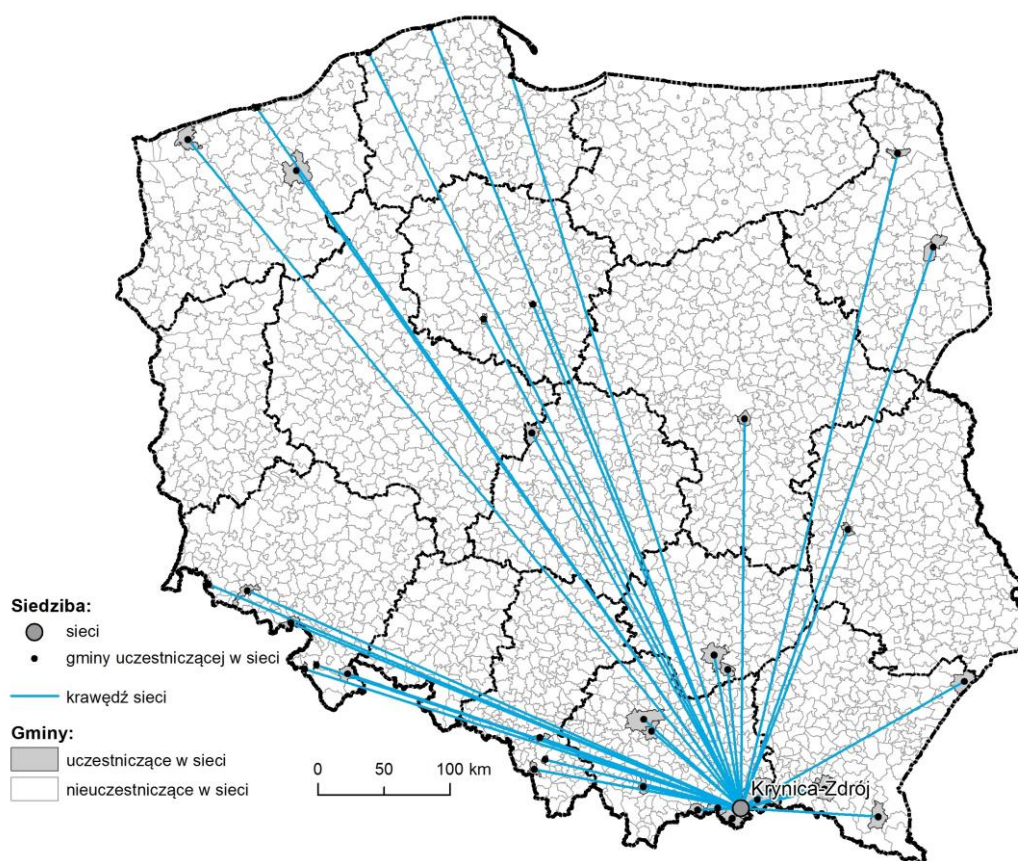 Krynica-Zdrój
Siedziba:
sieci
gminy uczestniczącej w sieci
krawędź sieci
Gminy:
uczestniczące w sieci
nieuczestniczące w sieci
0 50 100 km